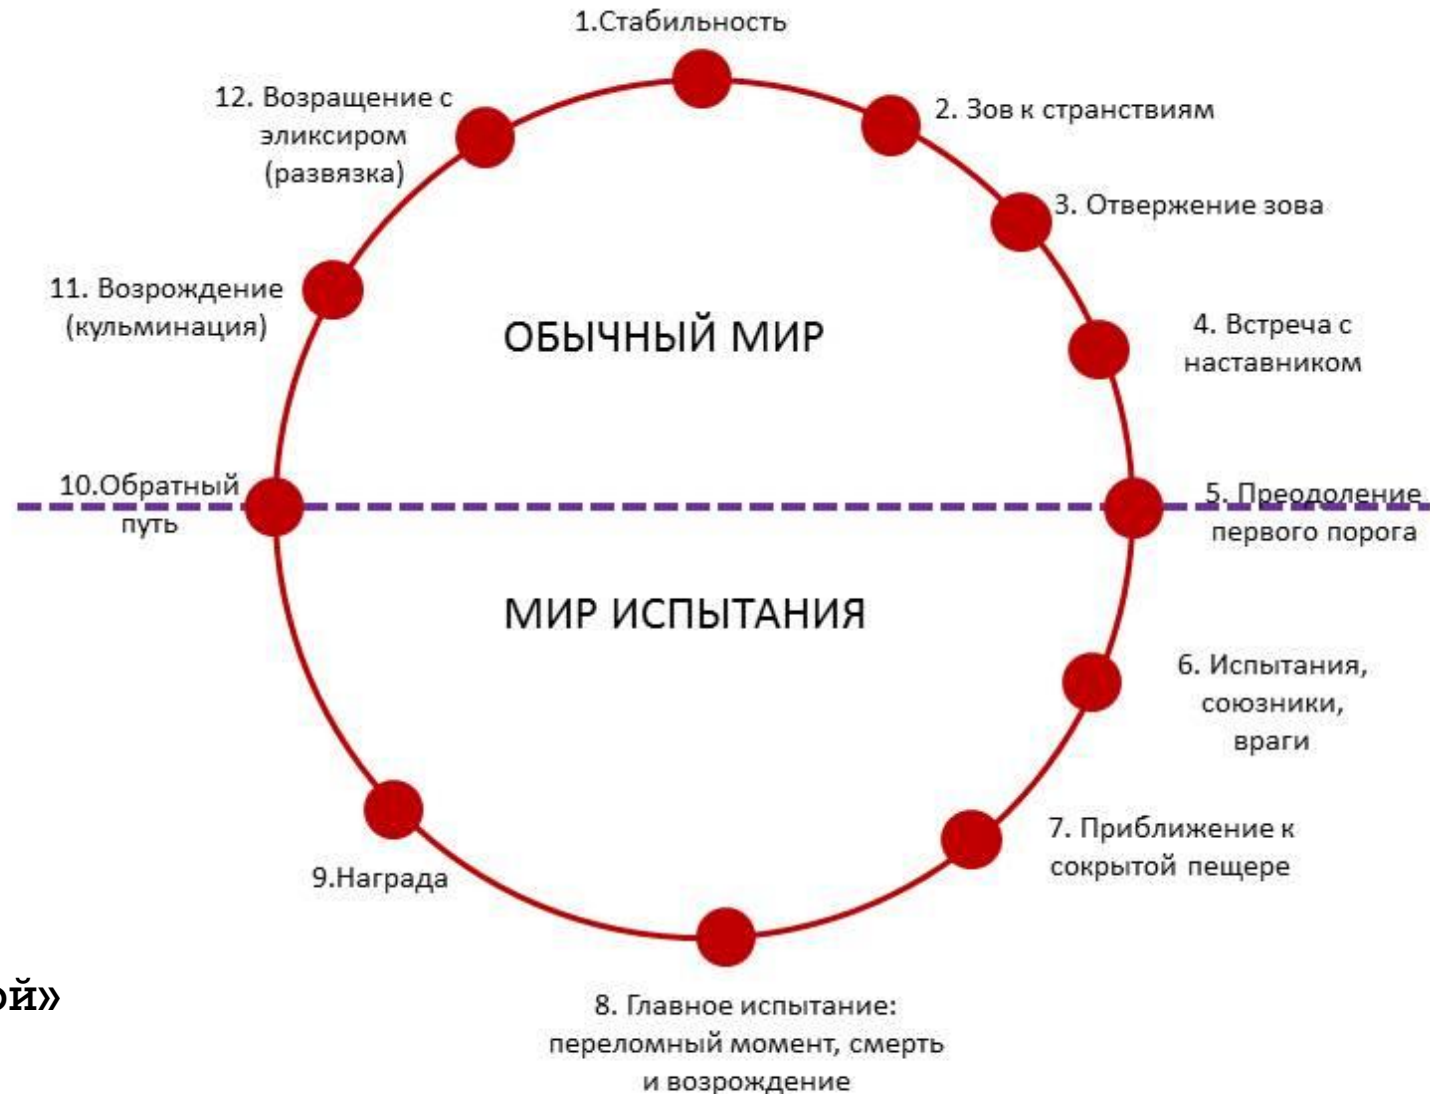 1.Стабильность
2. Зов к странствиям
3. Отвержение зова
4. Встреча с
наставником
5. Преодоление
первого порога
6. Испытания,
союзники,
враги
7. Приближение к
сокрытой пещере
8. Главное испытание:
переломный момент, смерть
и возрождение
9.Награда
10.Обратный
путь
11. Возрождение
(кульминация)
12. Возращение с
эликсиром
(развязка)
ОБЫЧНЫЙ МИР
МИР ИСПЫТАНИЯ
ой»